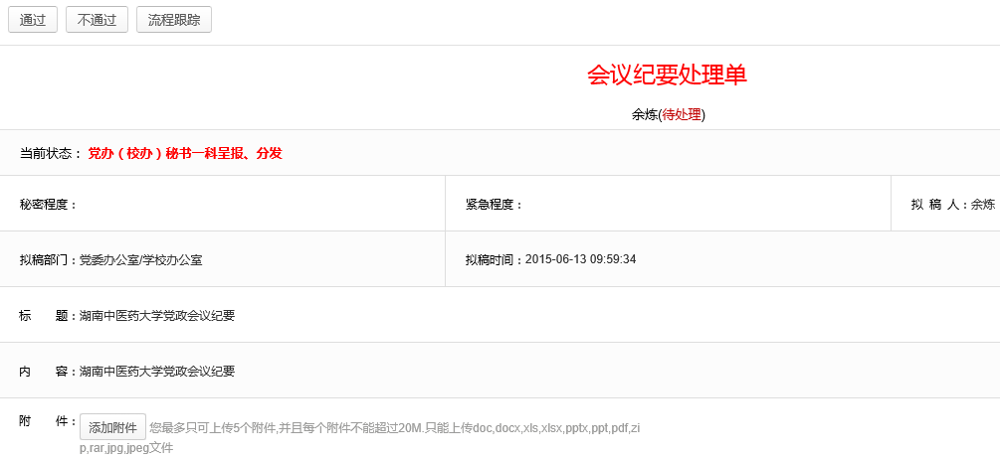 通过 不通过 流程跟踪
会议纪要处理单
余炼(待处理)
当前状态： 党办（校办）秘书一科呈报、分发
秘密程度： 紧急程度： 拟 稿 人：余炼
拟稿部门：党委办公室/学校办公室 拟稿时间：2015-06-13 09:59:34
标 题：湖南中医药大学党政会议纪要
内 容：湖南中医药大学党政会议纪要
附 件： 添加附件 您最多只可上传5个附件,并且每个附件不能超过20M.只能上传doc,docx,xls,xlsx,pptx,ppt,pdf,zi
p,rar,jpg,jpeg文件